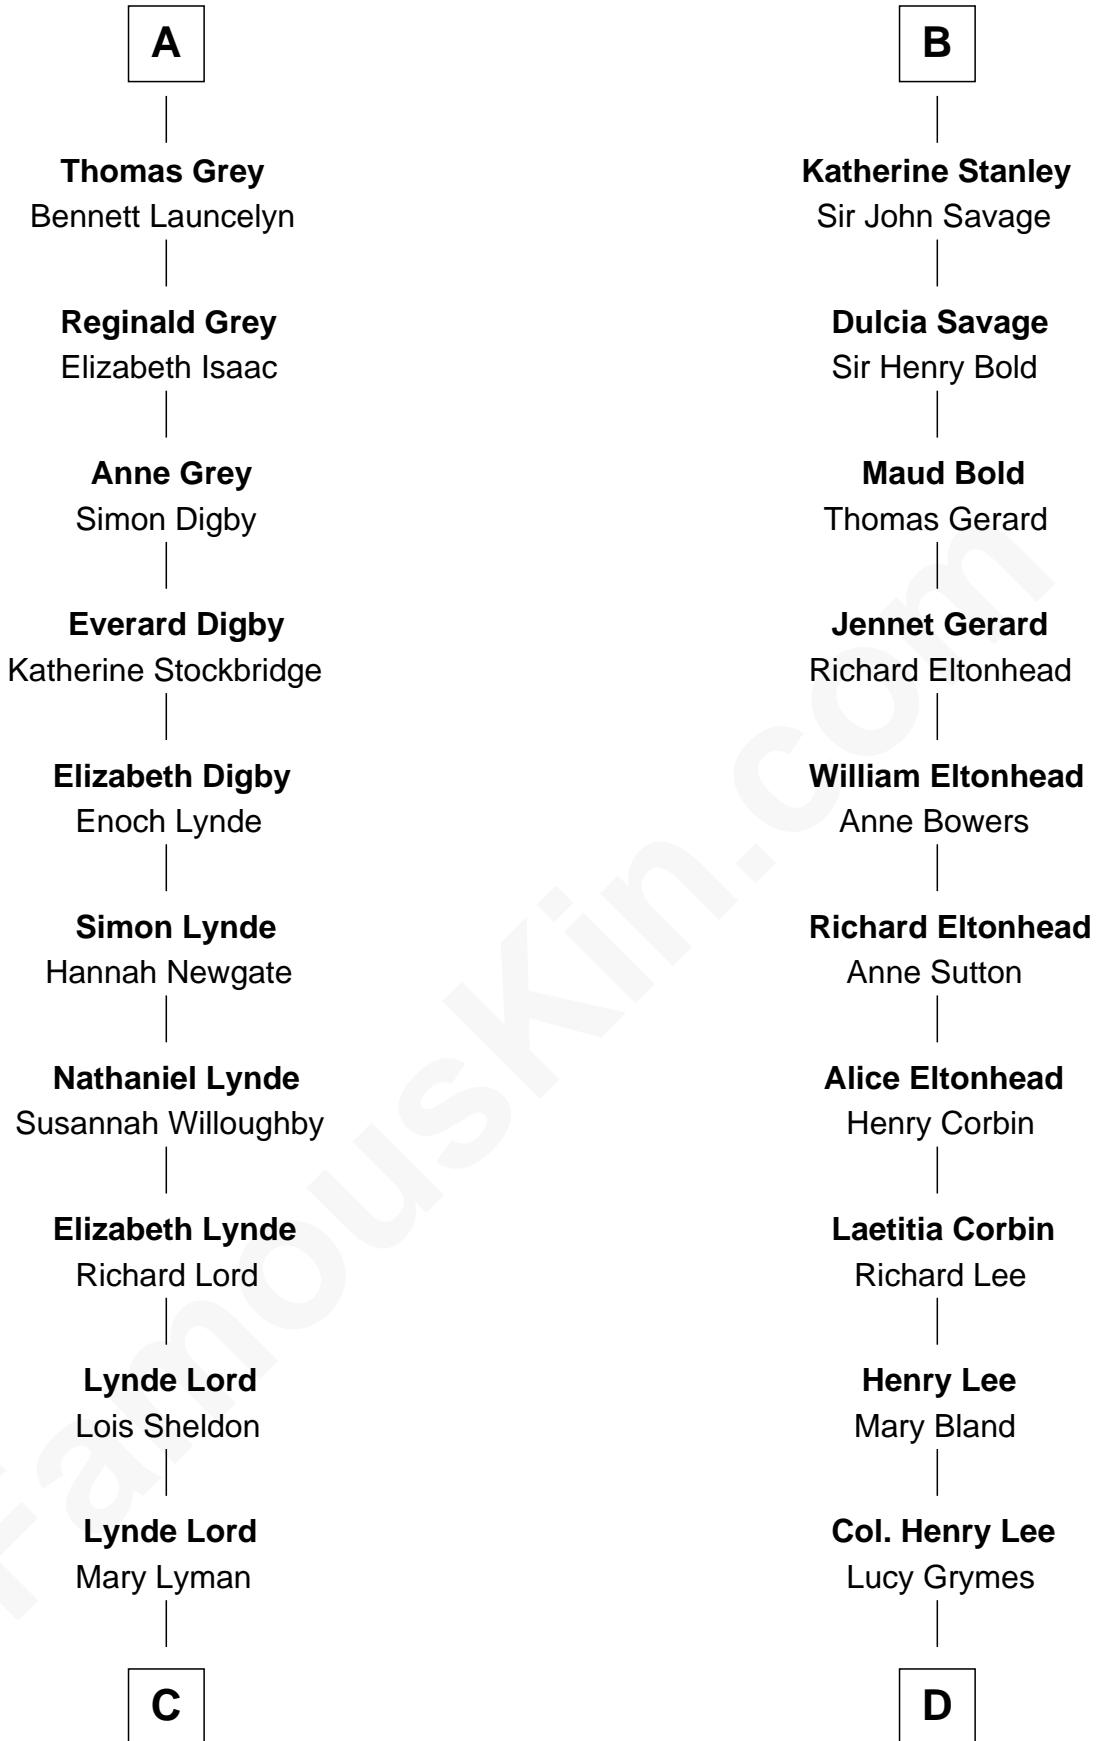 A
Thomas Grey
Bennett Launcelyn
Reginald Grey
Elizabeth Isaac
Anne Grey
Simon Digby
Everard Digby
Katherine Stockbridge
Elizabeth Digby
Enoch Lynde
Simon Lynde
Hannah Newgate
Nathaniel Lynde
Susannah Willoughby
Elizabeth Lynde
Richard Lord
Lynde Lord
Lois Sheldon
Lynde Lord
Mary Lyman
C
B
Katherine Stanley
Sir John Savage
Dulcia Savage
Sir Henry Bold
Maud Bold
Thomas Gerard
Jennet Gerard
Richard Eltonhead
William Eltonhead
Anne Bowers
Richard Eltonhead
Anne Sutton
Alice Eltonhead
Henry Corbin
Laetitia Corbin
Richard Lee
Henry Lee
Mary Bland
Col. Henry Lee
Lucy Grymes
D
FamousKin.com